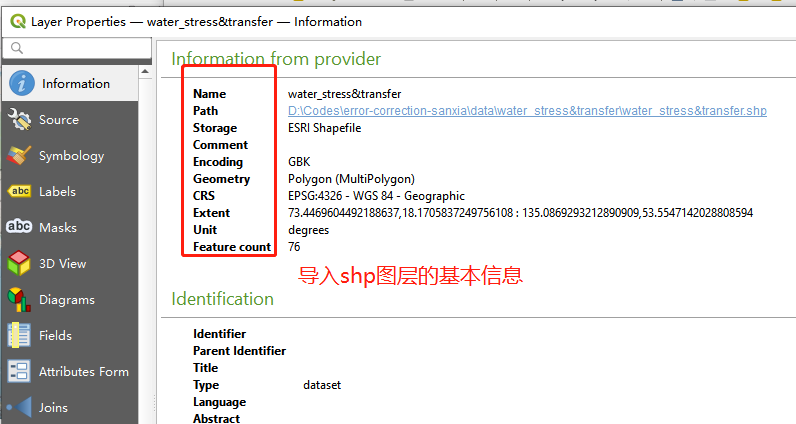 Layer Properties — water_stress&transfer — Information
Information from provider
Information
Name water_stress&transfer
Path D:\Codes\error-correction-sanxia\data\water_stress&transfer\water_stress&transfer.shp
Source
Storage ESRI Shapefile
Comment
Symbology
Encoding GBK
Geometry Polygon (MultiPolygon)
abc Labels
CRS EPSG:4326 - WGS 84 - Geographic
Extent 73.4469604492188637,18.1705837249756108 : 135.0869293212890909,53.5547142028808594
abc Masks
Unit degrees
Feature count 76
3D View
导入shp图层的基本信息
Diagrams
Identification
Fields
Identifier
Parent Identifier
Title
Attributes Form
Type dataset
Language
Joins
Abstract